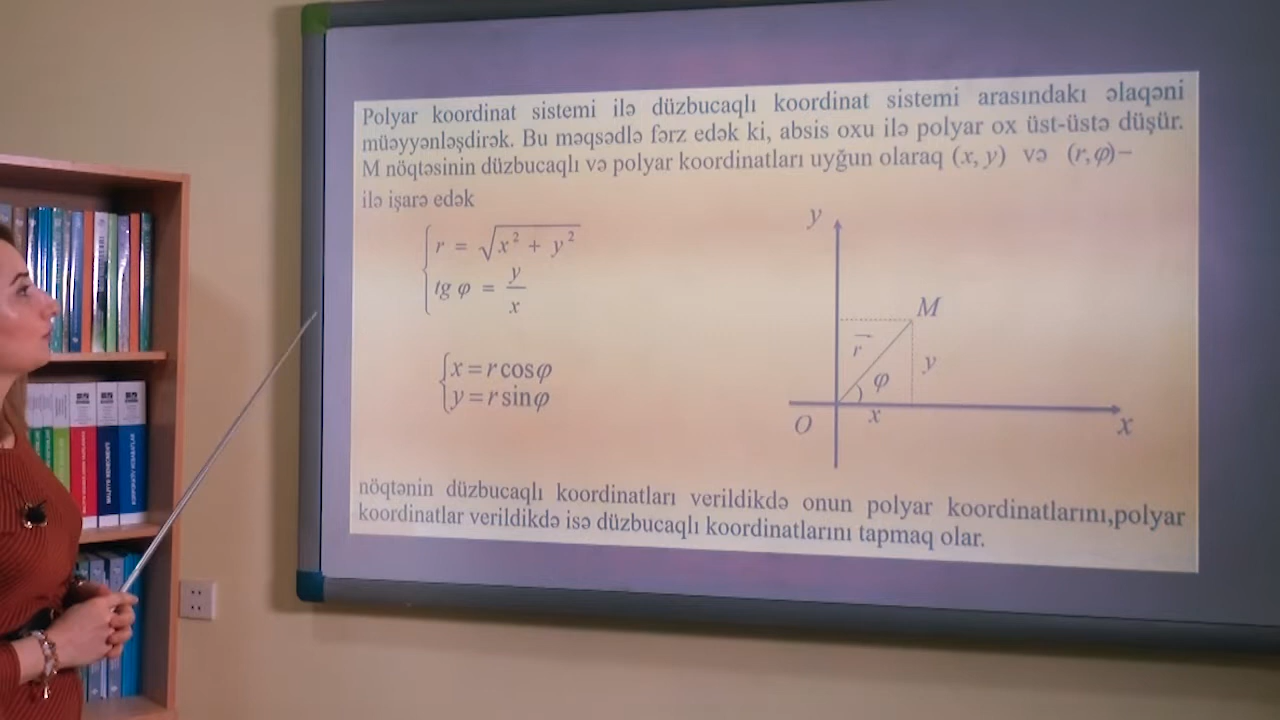 Polyar koordinat sistemi ilə düzbucaqlı koordinat sistemi arasındakı əlaqəni
müəyyənləşdirək. Bu məqsədlə fərz edək ki, absis oxu ilə polyar ox üst-üstə düşür.
M nöqtəsinin düzbucaqlı və polyar koordinatları uyğun olaraq (x, y) və (r,φ)−
ilə işarə edək
r = √x² + y²
tg φ = y/x
x = r cosφ
y = r sinφ
y
M
r
y
φ
O
x
x
nöqtənin düzbucaqlı koordinatları verildikdə onun polyar koordinatlarını,polyar
koordinatlar verildikdə isə düzbucaqlı koordinatlarını tapmaq olar.